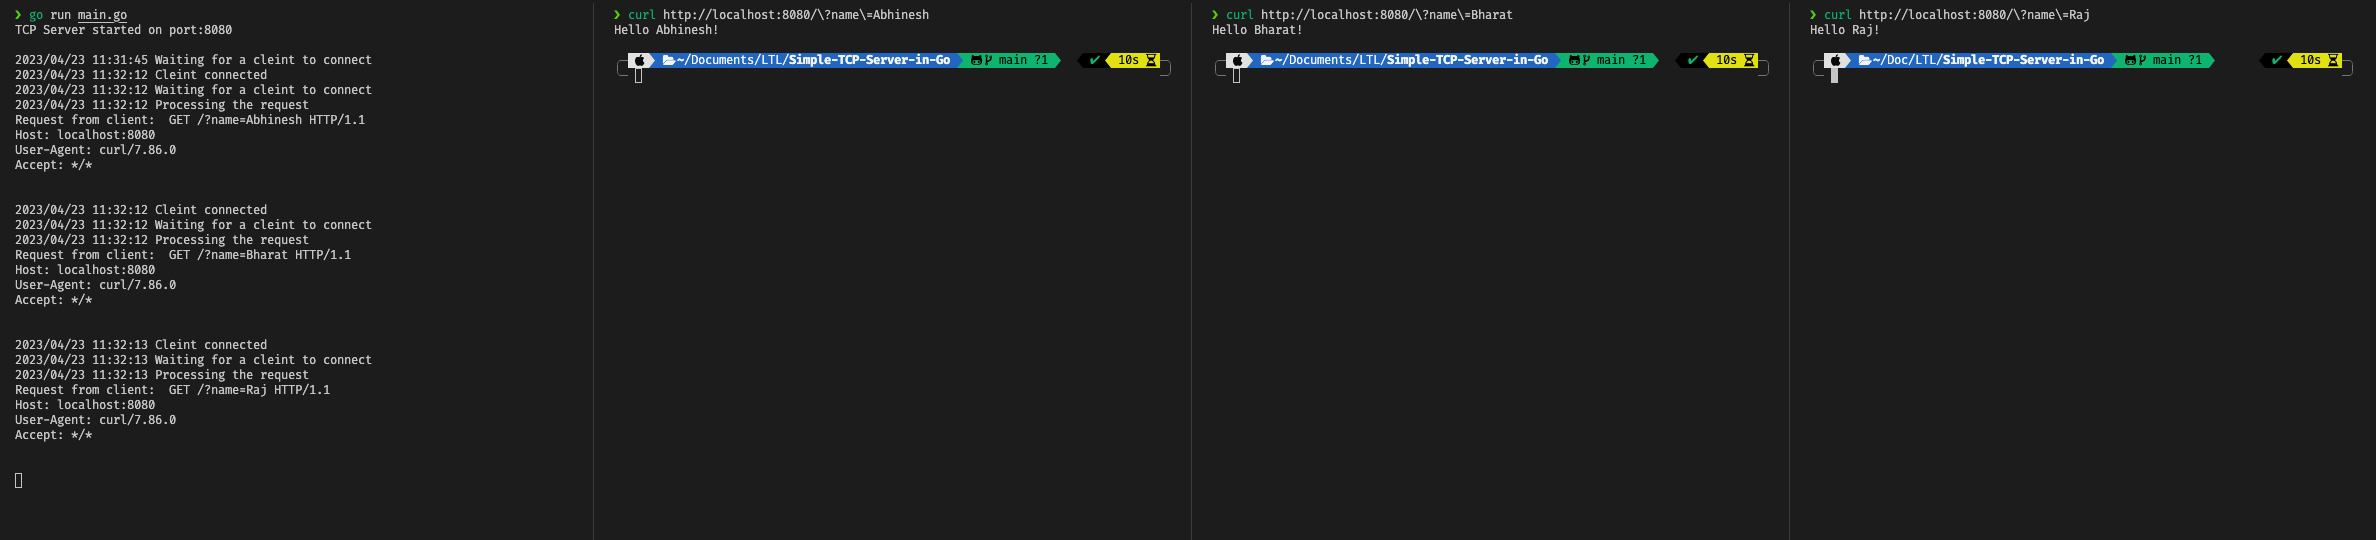 ❯ go run main.go
TCP Server started on port:8080
2023/04/23 11:31:45 Waiting for a cleint to connect
2023/04/23 11:32:12 Cleint connected
2023/04/23 11:32:12 Waiting for a cleint to connect
2023/04/23 11:32:12 Processing the request
Request from client:  GET /?name=Abhinesh HTTP/1.1
Host: localhost:8080
User-Agent: curl/7.86.0
Accept: */*
2023/04/23 11:32:12 Cleint connected
2023/04/23 11:32:12 Waiting for a cleint to connect
2023/04/23 11:32:12 Processing the request
Request from client:  GET /?name=Bharat HTTP/1.1
Host: localhost:8080
User-Agent: curl/7.86.0
Accept: */*
2023/04/23 11:32:13 Cleint connected
2023/04/23 11:32:13 Waiting for a cleint to connect
2023/04/23 11:32:13 Processing the request
Request from client:  GET /?name=Raj HTTP/1.1
Host: localhost:8080
User-Agent: curl/7.86.0
Accept: */*
❯ curl http://localhost:8080/\?name\=Abhinesh
Hello Abhinesh!
~/Documents/LTL/Simple-TCP-Server-in-Go main ?1 ✔ 10s
❯ curl http://localhost:8080/\?name\=Bharat
Hello Bharat!
~/Documents/LTL/Simple-TCP-Server-in-Go main ?1 ✔ 10s
❯ curl http://localhost:8080/\?name\=Raj
Hello Raj!
~/Doc/LTL/Simple-TCP-Server-in-Go main ?1 ✔ 10s